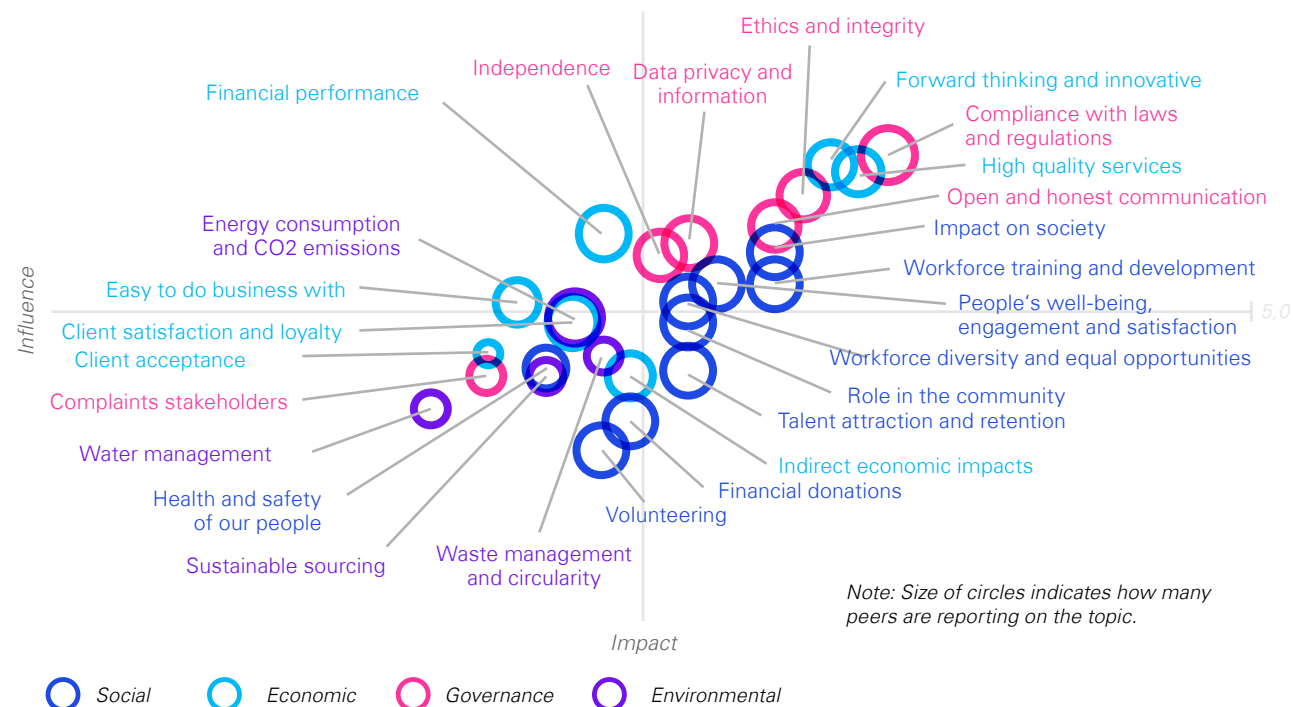 Ethics and integrity
Independence
Data privacy and
information
Financial performance
Forward thinking and innovative
Compliance with laws
and regulations
High quality services
Open and honest communication
Energy consumption
and CO2 emissions
Impact on society
Workforce training and development
Easy to do business with
People‘s well-being,
engagement and satisfaction
Influence
5,0
Client satisfaction and loyalty
Client acceptance
Workforce diversity and equal opportunities
Complaints stakeholders
Role in the community
Talent attraction and retention
Water management
Indirect economic impacts
Health and safety
of our people
Financial donations
Volunteering
Sustainable sourcing
Waste management
and circularity
Note: Size of circles indicates how many
peers are reporting on the topic.
Impact
Social
Economic
Governance
Environmental